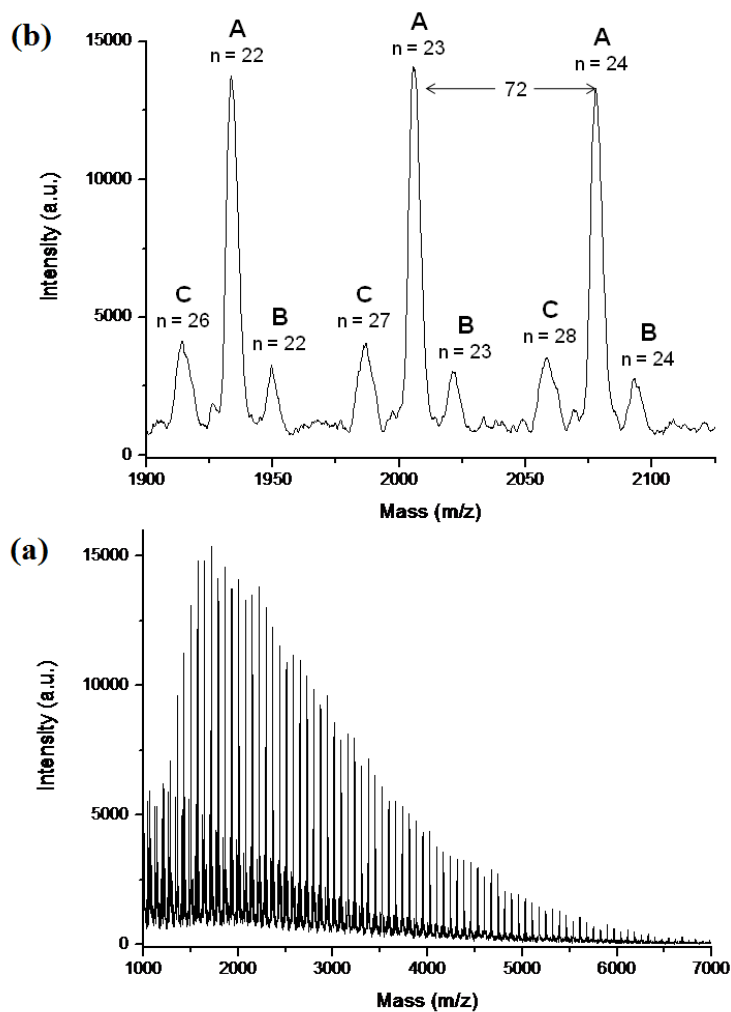 (b)
A
n = 22
A
n = 23
A
n = 24
72
C
n = 26
B
n = 22
C
n = 27
B
n = 23
C
n = 28
B
n = 24
15000
10000
5000
0
Intensity (a.u.)
1900
1950
2000
2050
2100
Mass (m/z)
(a)
15000
10000
5000
0
Intensity (a.u.)
1000
2000
3000
4000
5000
6000
7000
Mass (m/z)